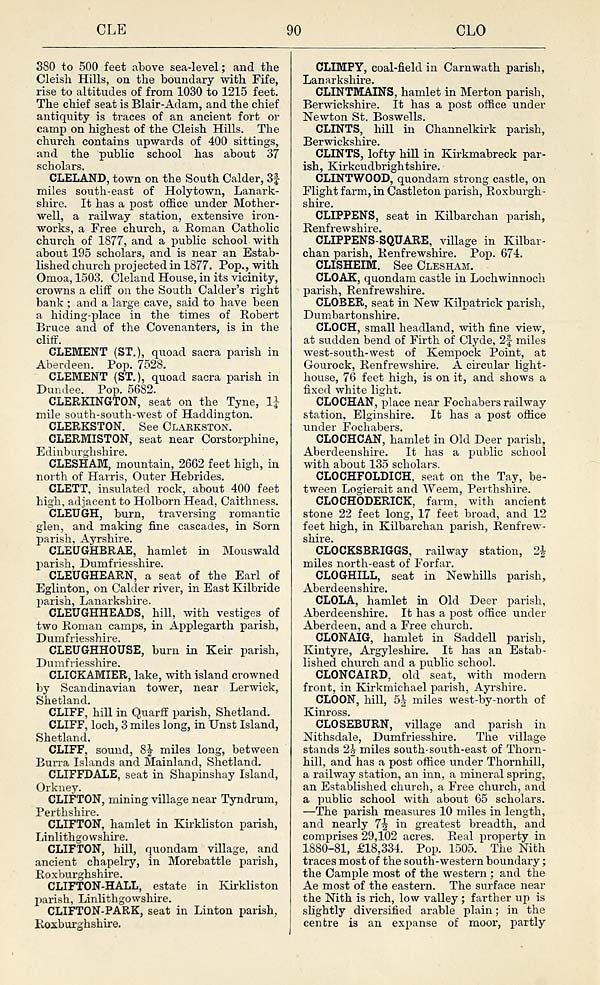 CLE 90 CLO
380 to 500 feet above sea-level; and the
Cleish Hills, on the boundary with Fife,
rise to altitudes of from 1030 to 1215 feet.
The chief seat is Blair-Adam, and the chief
antiquity is traces of an ancient fort or
camp on highest of the Cleish Hills. The
church contains upwards of 400 sittings,
and the public school has about 37
scholars.
CLELAND, town on the South Calder, 3¾
miles south-east of Holytown, Lanark-
shire. It has a post office under Mother-
well, a railway station, extensive iron-
works, a Free church, a Roman Catholic
church of 1877, and a public school with
about 195 scholars, and is near an Estab-
lished church projected in 1877. Pop., with
Omoa, 1503. Cleland House, in its vicinity,
crowns a cliff on the South Calder's right
bank; and a large cave, said to have been
a hiding-place in the times of Robert
Bruce and of the Covenanters, is in the
cliff.
CLEMENT (ST.), quoad sacra parish in
Aberdeen. Pop. 7528.
CLEMENT (ST.), quoad sacra parish in
Dundee. Pop. 5682.
CLERKINGTON, seat on the Tyne, 1¼
mile south-south-west of Haddington.
CLERKSTON. See CLARKSTON.
CLERMISTON, seat near Corstorphine,
Edinburghshire.
CLESHAM, mountain, 2662 feet high, in
north of Harris, Outer Hebrides.
CLETT, insulated rock, about 400 feet
high, adjacent to Holborn Head, Caithness.
CLEUGH, burn, traversing romantic
glen, and making fine cascades, in Sorn
parish, Ayrshire.
CLEUGHBRAE, hamlet in Mouswald
parish, Dumfriesshire.
CLEUGHEARN, a seat of the Earl of
Eglinton, on Calder river, in East Kilbride
parish, Lanarkshire.
CLEUGHHEADS, hill, with vestiges of
two Roman camps, in Applegarth parish,
Dumfriesshire.
CLEUGHHOUSE, burn in Keir parish,
Dumfriesshire.
CLICKAMIER, lake, with island crowned
by Scandinavian tower, near Lerwick,
Shetland.
CLIFF, hill in Quarff parish, Shetland.
CLIFF, loch, 3 miles long, in Unst Island,
Shetland.
CLIFF, sound, 8½ miles long, between
Burra Islands and Mainland, Shetland.
CLIFFDALE, seat in Shapinshay Island,
Orkney.
CLIFTON, mining village near Tyndrum,
Perthshire.
CLIFTON, hamlet in Kirkliston parish,
Linlithgowshire.
CLIFTON, hill, quondam village, and
ancient chapelry, in Morebattle parish,
Roxburghshire.
CLIFTON-HALL, estate in Kirkliston
parish, Linlithgowshire.
CLIFTON-PARK, seat in Linton parish,
Roxburghshire.
CLIMPY, coal-field in Carnwath parish,
Lanarkshire.
CLINTMAINS, hamlet in Merton parish,
Berwickshire. It has a post office under
Newton St. Boswells.
CLINTS, hill in Channelkirk parish,
Berwickshire.
CLINTS, lofty hill in Kirkmabreck par-
ish, Kirkcudbrightshire.
CLINTWOOD, quondam strong castle, on
Flight farm, in Castleton parish, Roxburgh-
shire.
CLIPPENS, seat in Kilbarchan parish,
Renfrewshire.
CLIPPENS-SQUARE, village in Kilbar-
chan parish, Renfrewshire. Pop. 674.
CLISHEIM. See CLESHAM.
CLOAK, quondam castle in Lochwinnoch
parish, Renfrewshire.
CLOBER, seat in New Kilpatrick parish,
Dumbartonshire.
CLOCH, small headland, with fine view,
at sudden bend of Firth of Clyde, 2¾ miles
west-south-west of Kempock Point, at
Gourock, Renfrewshire. A circular light-
house, 76 feet high, is on it, and shows a
fixed white light.
CLOCHAN, place near Fochabers railway
station, Elginshire. It has a post office
under Fochabers.
CLOCHCAN, hamlet in Old Deer parish,
Aberdeenshire. It has a public school
with about 135 scholars.
CLOCHFOLDICH, seat on the Tay, be-
tween Logierait and Weem, Perthshire.
CLOCHODERICK, farm, with ancient
stone 22 feet long, 17 feet broad, and 12
feet high, in Kilbarchan parish, Renfrew-
shire.
CLOCKSBRIGGS, railway station, 2½
miles north-east of Forfar.
CLOGHILL, seat in Newhills parish,
Aberdeenshire.
CLOLA, hamlet in Old Deer parish,
Aberdeenshire. It has a post office under
Aberdeen, and a Free church.
CLONAIG, hamlet in Saddell parish,
Kintyre, Argyleshire. It has an Estab-
lished church and a public school.
CLONCAIRD, old seat, with modern
front, in Kirkmichael parish, Ayrshire.
CLOON, hill, 5½ miles west-by-north of
Kinross.
CLOSEBURN, village and parish in
Nithsdale, Dumfriesshire. The village
stands 2½ miles south-south-east of Thorn-
hill, and has a post office under Thornhill,
a railway station, an inn, a mineral spring,
an Established church, a Free church, and
a public school with about 65 scholars.
—The parish measures 10 miles in length,
and nearly 7½ in greatest breadth, and
comprises 29,102 acres. Real property in
1880-81, £18,334. Pop. 1505. The Nith
traces most of the south-western boundary;
the Cample most of the western; and the
Ae most of the eastern. The surface near
the Nith is rich, low valley; farther up is
slightly diversified arable plain; in the
centre is an expanse of moor, partly